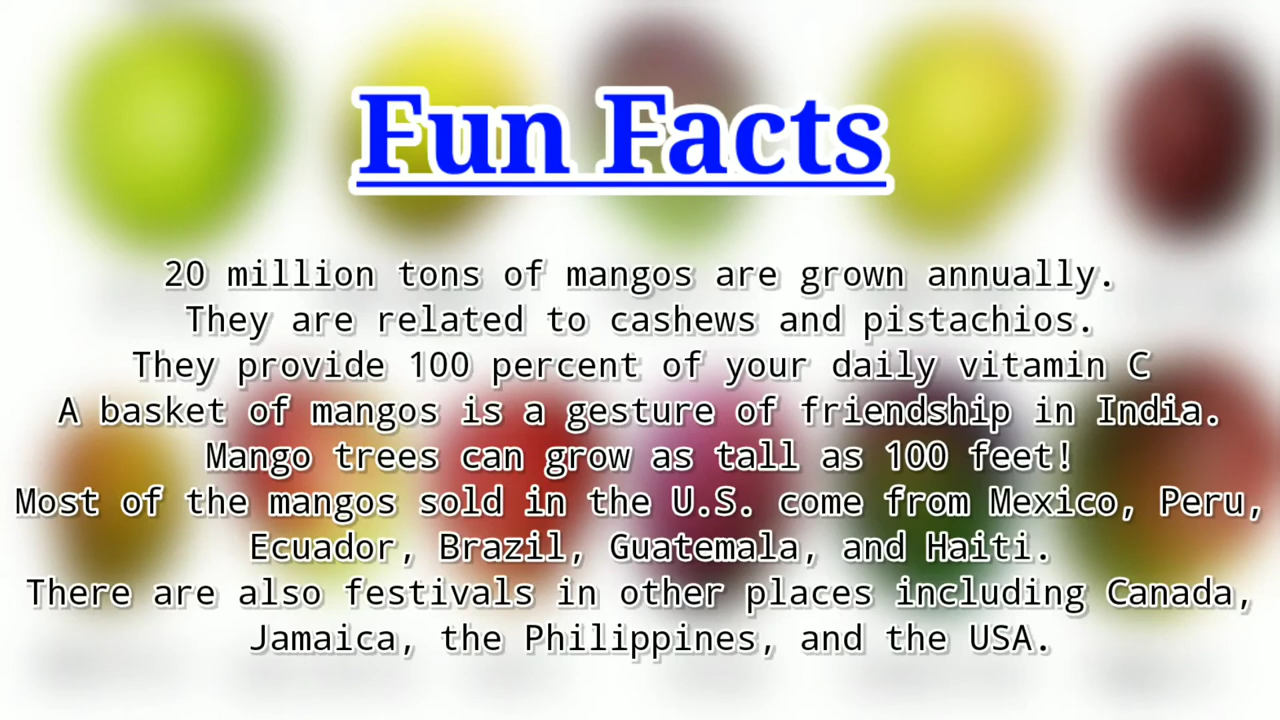 Fun Facts
20 million tons of mangos are grown annually.
They are related to cashews and pistachios.
They provide 100 percent of your daily vitamin C
A basket of mangos is a gesture of friendship in India.
Mango trees can grow as tall as 100 feet!
Most of the mangos sold in the U.S. come from Mexico, Peru,
Ecuador, Brazil, Guatemala, and Haiti.
There are also festivals in other places including Canada,
Jamaica, the Philippines, and the USA.